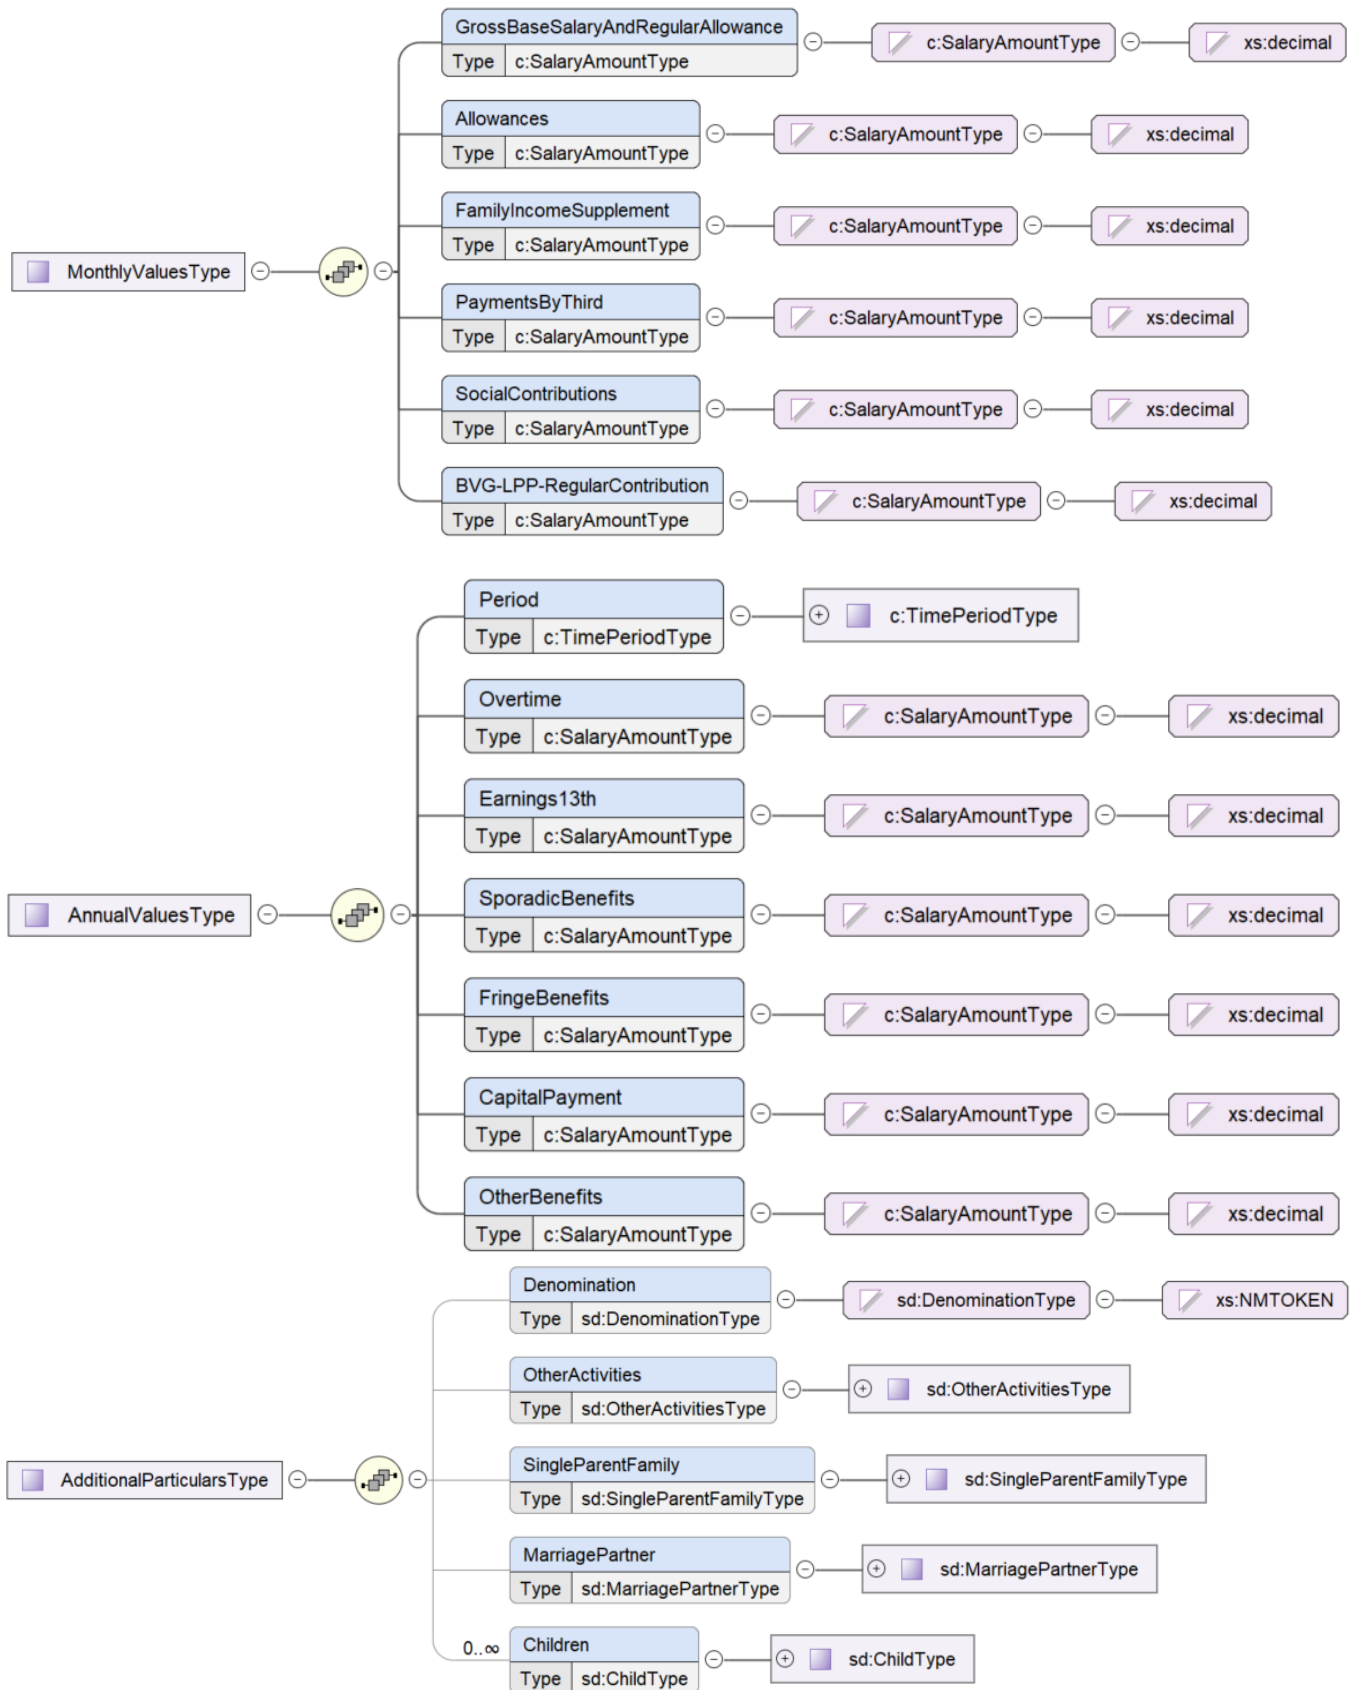 GrossBaseSalaryAndRegularAllowance
Type c:SalaryAmountType
c:SalaryAmountType
xs:decimal
Allowances
Type c:SalaryAmountType
c:SalaryAmountType
xs:decimal
FamilyIncomeSupplement
Type c:SalaryAmountType
c:SalaryAmountType
xs:decimal
MonthlyValuesType
PaymentsByThird
Type c:SalaryAmountType
c:SalaryAmountType
xs:decimal
SocialContributions
Type c:SalaryAmountType
c:SalaryAmountType
xs:decimal
BVG-LPP-RegularContribution
Type c:SalaryAmountType
c:SalaryAmountType
xs:decimal
Period
Type c:TimePeriodType
c:TimePeriodType
Overtime
Type c:SalaryAmountType
c:SalaryAmountType
xs:decimal
Earnings13th
Type c:SalaryAmountType
c:SalaryAmountType
xs:decimal
AnnualValuesType
SporadicBenefits
Type c:SalaryAmountType
c:SalaryAmountType
xs:decimal
FringeBenefits
Type c:SalaryAmountType
c:SalaryAmountType
xs:decimal
CapitalPayment
Type c:SalaryAmountType
c:SalaryAmountType
xs:decimal
OtherBenefits
Type c:SalaryAmountType
c:SalaryAmountType
xs:decimal
Denomination
Type sd:DenominationType
sd:DenominationType
xs:NMTOKEN
OtherActivities
Type sd:OtherActivitiesType
sd:OtherActivitiesType
AdditionalParticularsType
SingleParentFamily
Type sd:SingleParentFamilyType
sd:SingleParentFamilyType
MarriagePartner
Type sd:MarriagePartnerType
sd:MarriagePartnerType
0..∞
Children
Type sd:ChildType
sd:ChildType